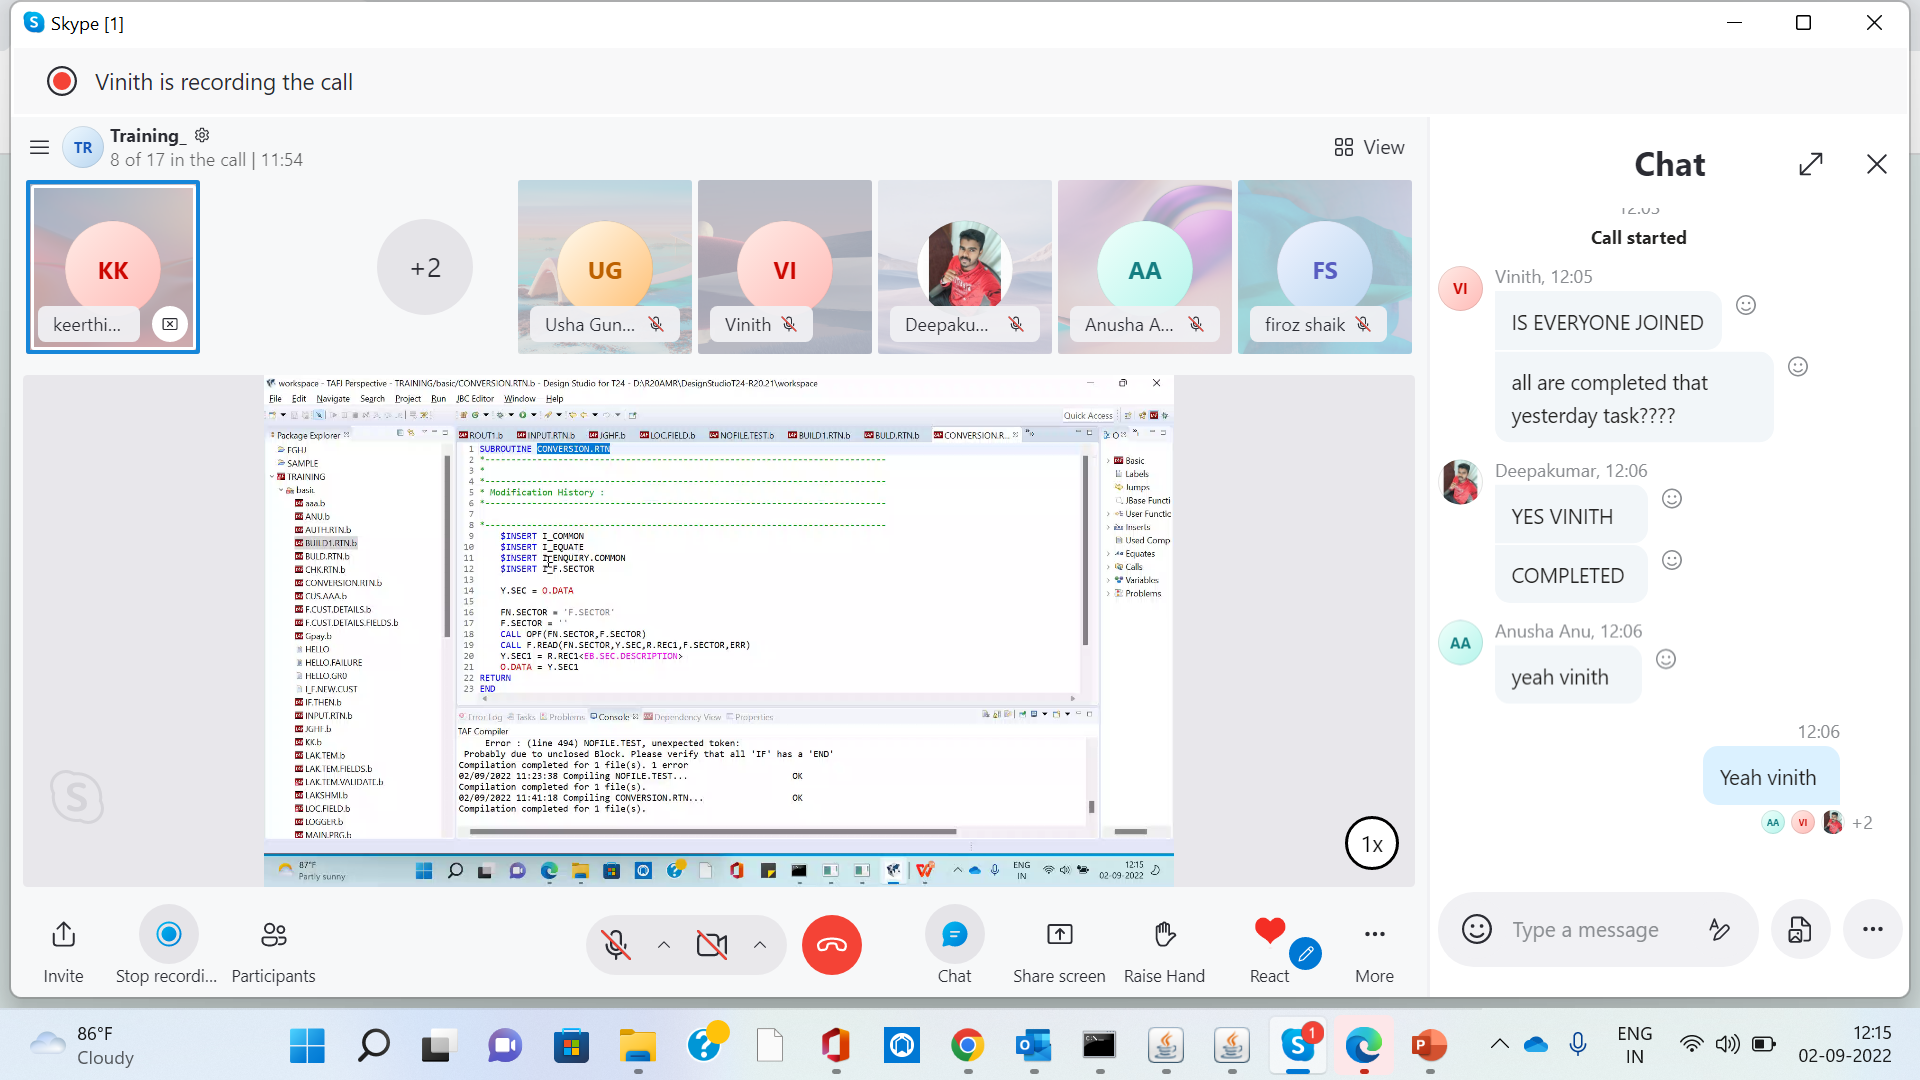 Skype [1]
Vinith is recording the call
TR
Training_
8 of 17 in the call | 11:54
View
KK
keerthi...
+2
UG
Usha Gun...
VI
Vinith
Deepaku...
AA
Anusha A...
FS
firoz shaik
workspace - TAFJ Perspective - TRAINING/basic/CONVERSION.RTN.b - Design Studio for T24 - D:\R20AMR\DesignStudioT24-R20.21\workspace
File Edit Navigate Search Project Run JBC Editor Window Help
Quick Access
Package Explorer
ROUT1.b INPUT.RTN.b JGHF.b LOC.FIELD.b NOFILE.TEST.b BUILD1.RTN.b BULD.RTN.b CONVERSION.R...
FGHJ
SAMPLE
TRAINING
basic
aaa.b
ANU.b
AUTH.RTN.b
BUILD1.RTN.b
BULD.RTN.b
CHK.RTN.b
CONVERSION.RTN.b
CUS.AAA.b
F.CUST.DETAILS.b
F.CUST.DETAILS.FIELDS.b
Gpay.b
HELLO
HELLO.FAILURE
HELLO.GR0
I_F.NEW.CUST
IF.THEN.b
INPUT.RTN.b
JGHF.b
KK.b
LAK.TEM.b
LAK.TEM.FIELDS.b
LAK.TEM.VALIDATE.b
LAKSHMI.b
LOC.FIELD.b
LOGGER.b
MAIN.PRG.b
1 SUBROUTINE CONVERSION.RTN
2 *-----------------------------------------------------------------------------
3 *
4 *-----------------------------------------------------------------------------
5 * Modification History :
6 *-----------------------------------------------------------------------------
7
8 *-----------------------------------------------------------------------------
9 $INSERT I_COMMON
10 $INSERT I_EQUATE
11 $INSERT I_ENQUIRY.COMMON
12 $INSERT I_F.SECTOR
13
14 Y.SEC = O.DATA
15
16 FN.SECTOR = 'F.SECTOR'
17 F.SECTOR = ''
18 CALL OPF(FN.SECTOR,F.SECTOR)
19 CALL F.READ(FN.SECTOR,Y.SEC,R.REC1,F.SECTOR,ERR)
20 Y.SEC1 = R.REC1<EB.SEC.DESCRIPTION>
21 O.DATA = Y.SEC1
22 RETURN
23 END
Basic
Labels
Jumps
JBase Functi
User Functio
Inserts
Used Comp
Equates
Calls
Variables
Problems
Error Log Tasks Problems Console Dependency View Properties
TAF Compiler
Error : (line 494) NOFILE.TEST, unexpected token:
Probably due to unclosed Block. Please verify that all 'IF' has a 'END'
Compilation completed for 1 file(s). 1 error
02/09/2022 11:23:38 Compiling NOFILE.TEST... OK
Compilation completed for 1 file(s).
02/09/2022 11:41:18 Compiling CONVERSION.RTN... OK
Compilation completed for 1 file(s).
87°F
Partly sunny
ENG
IN
12:15
02-09-2022
1x
Invite
Stop recordi...
Participants
Chat
Share screen
Raise Hand
React
More
Chat
12:05
Call started
VI
Vinith, 12:05
IS EVERYONE JOINED
all are completed that
yesterday task????
Deepakumar, 12:06
YES VINITH
COMPLETED
AA
Anusha Anu, 12:06
yeah vinith
12:06
Yeah vinith
AA VI +2
Type a message
86°F
Cloudy
1
ENG
IN
12:15
02-09-2022